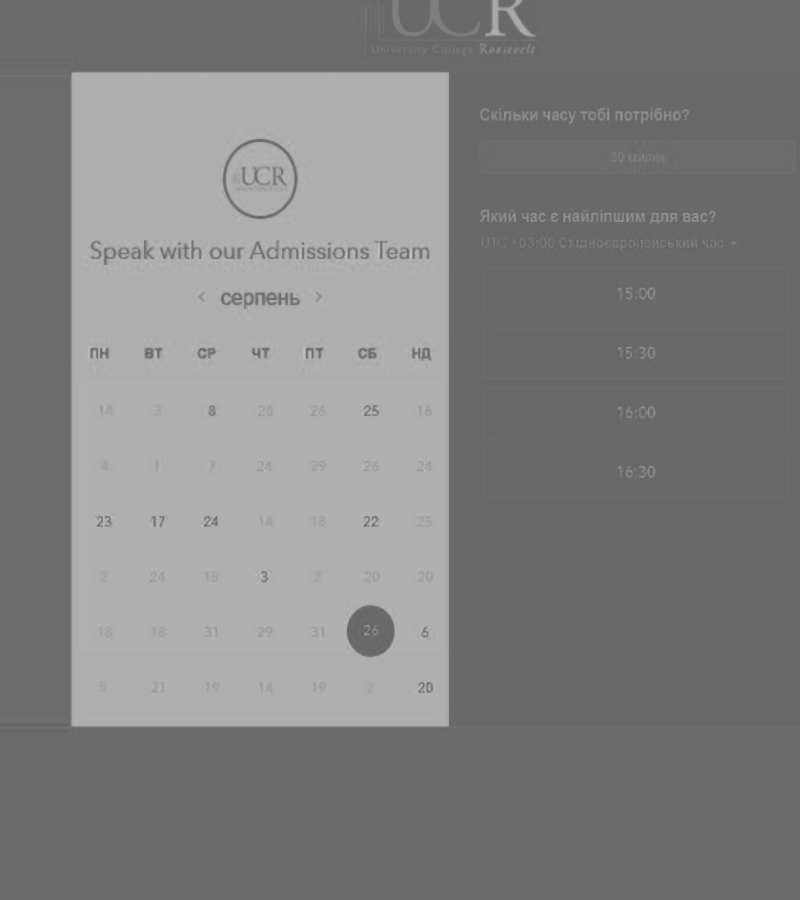 UCR
University College Roosevelt
UCR
Speak with our Admissions Team
< серпень >
ПН ВТ СР ЧТ ПТ СБ НД
14 3 8 28 26 25 16
4 1 7 24 29 26 24
23 17 24 14 18 22 25
2 24 15 3 2 20 20
18 18 31 29 31 26 6
5 21 19 14 19 2 20
Скільки часу тобі потрібно?
30 хвилин
Який час є найліпшим для вас?
UTC +03:00 Східноєвропейський час
15:00
15:30
16:00
16:30